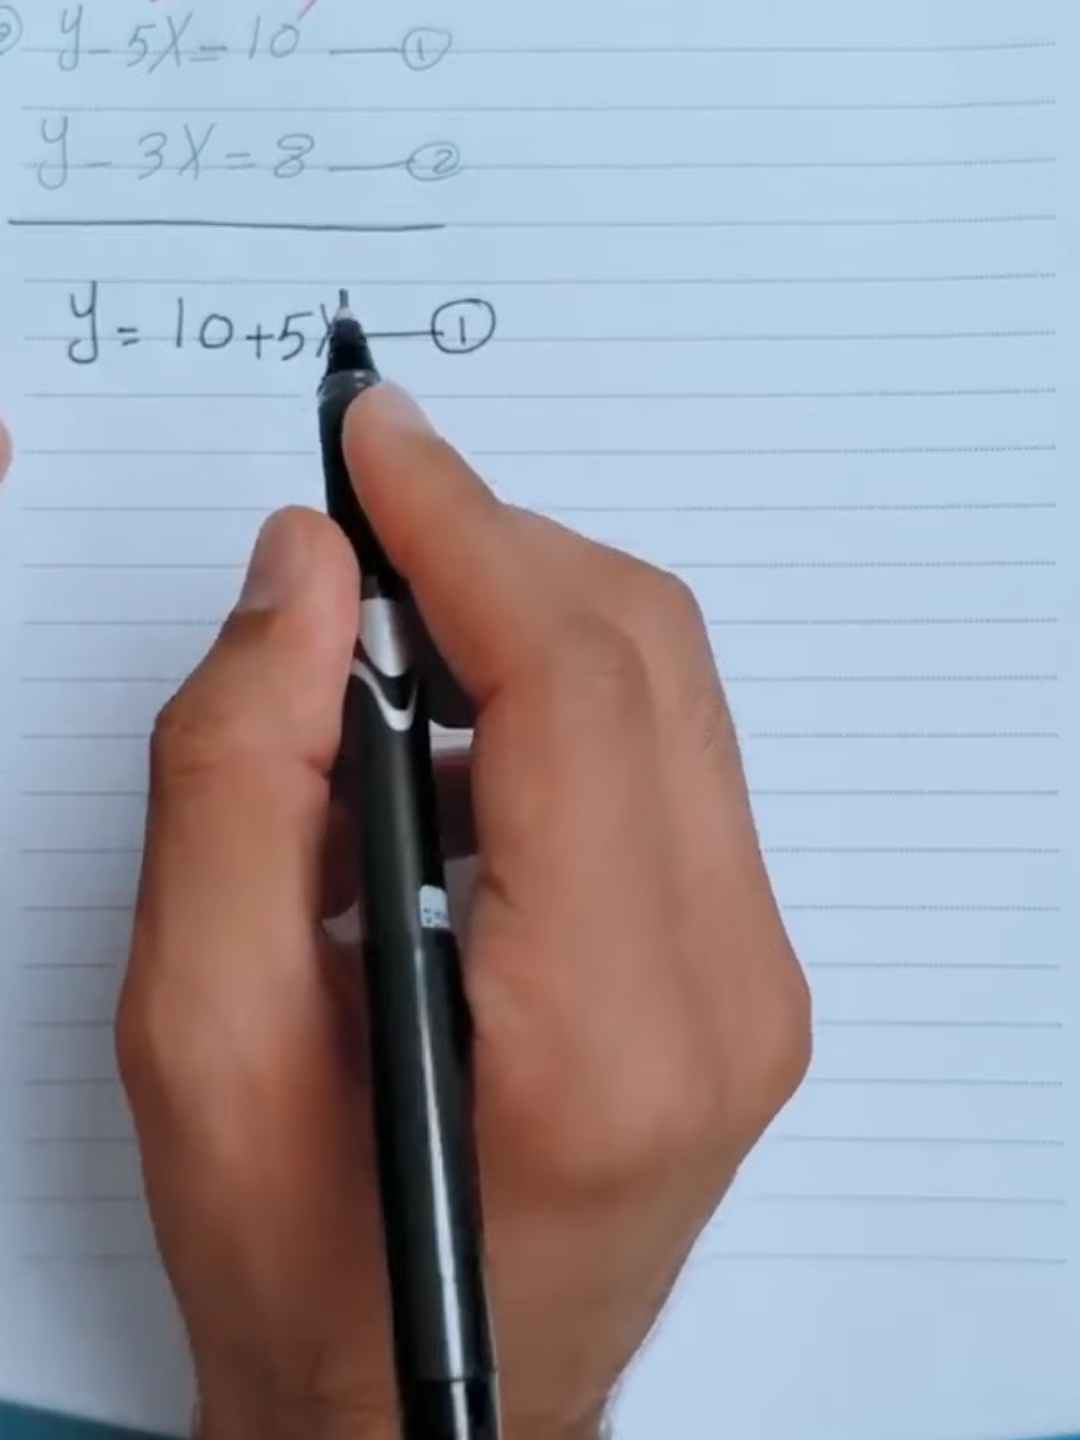 y - 5x = 10 — ①
y - 3x = 8 — ②
y = 10 + 5x — ①